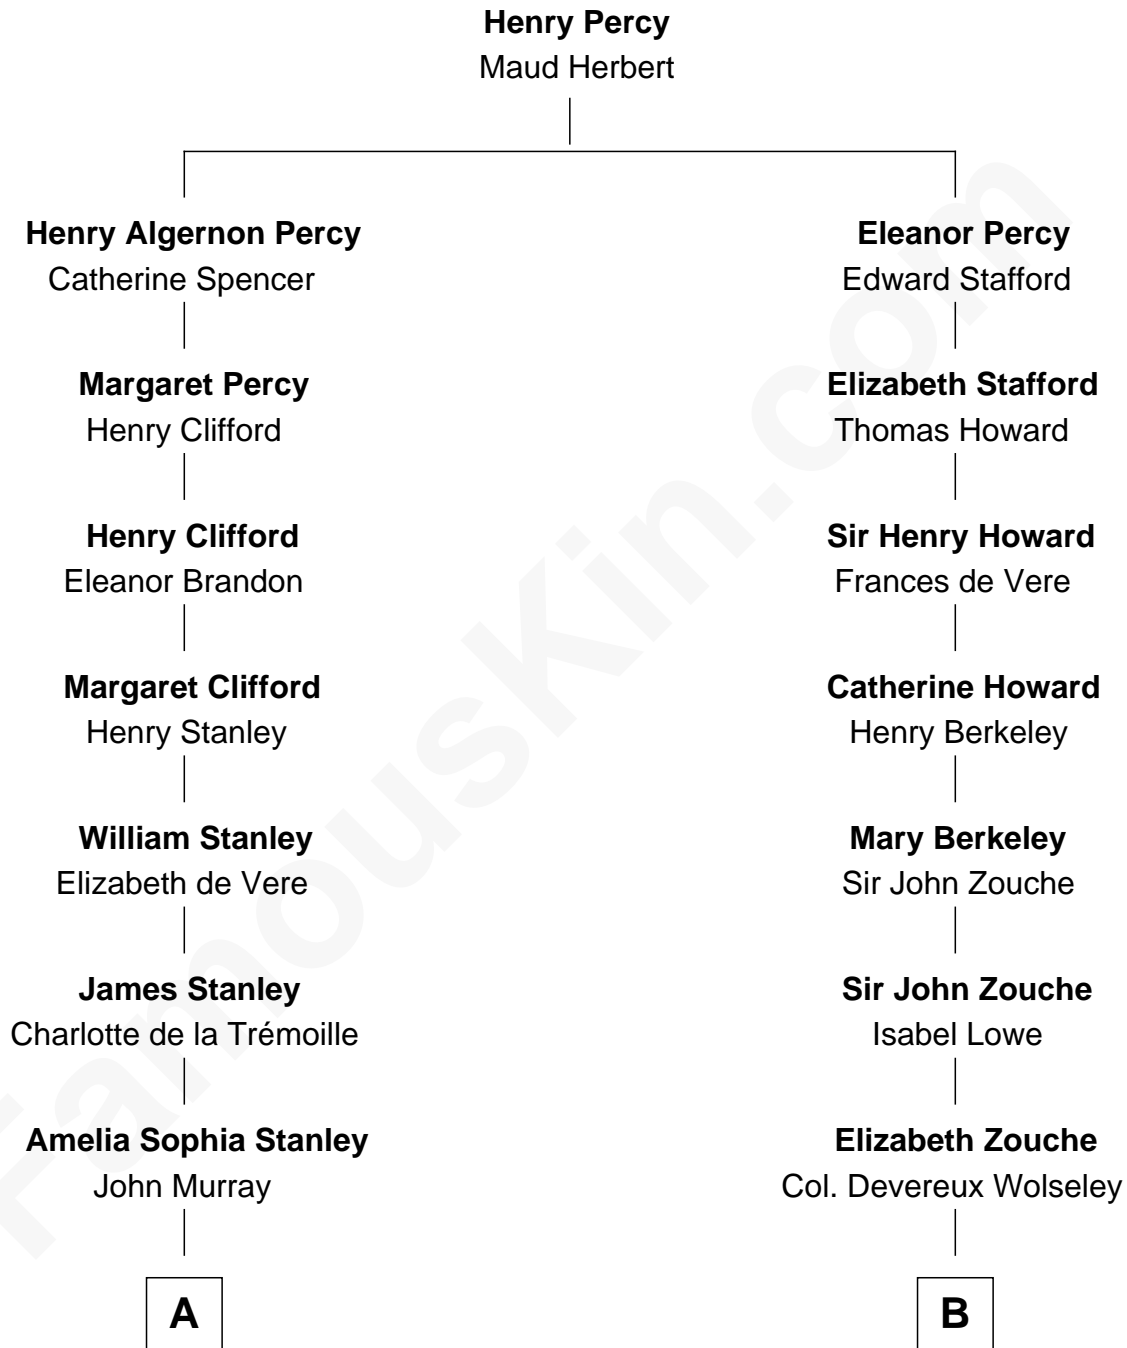 Henry Percy
Maud Herbert
Henry Algernon Percy
Catherine Spencer
Eleanor Percy
Edward Stafford
Margaret Percy
Henry Clifford
Elizabeth Stafford
Thomas Howard
Henry Clifford
Eleanor Brandon
Sir Henry Howard
Frances de Vere
Margaret Clifford
Henry Stanley
Catherine Howard
Henry Berkeley
William Stanley
Elizabeth de Vere
Mary Berkeley
Sir John Zouche
James Stanley
Charlotte de la Trémoille
Sir John Zouche
Isabel Lowe
Amelia Sophia Stanley
John Murray
Elizabeth Zouche
Col. Devereux Wolseley
A
B
FamousKin.com